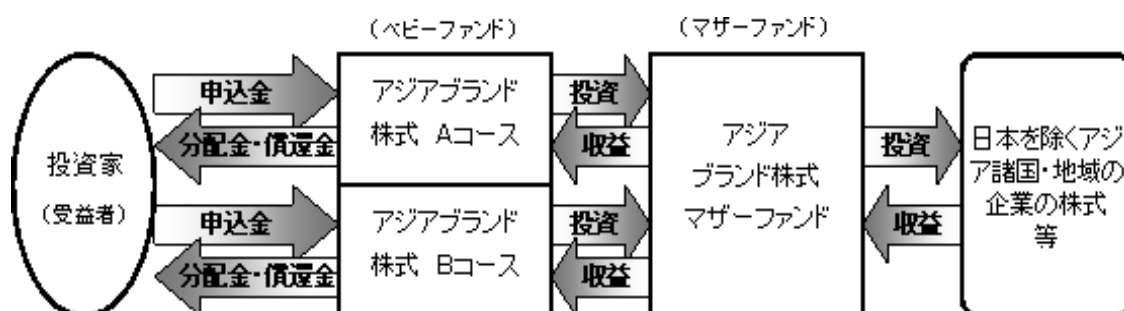 (ベビーファンド)
(マザーファンド)
投資家
(受益者)
申込金
分配金・償還金
申込金
分配金・償還金
アジアブランド
株式 Aコース
アジアブランド
株式 Bコース
投資
収益
投資
収益
アジア
ブランド株式
マザーファンド
投資
収益
日本を除くアジ
ア諸国・地域の
企業の株式
等